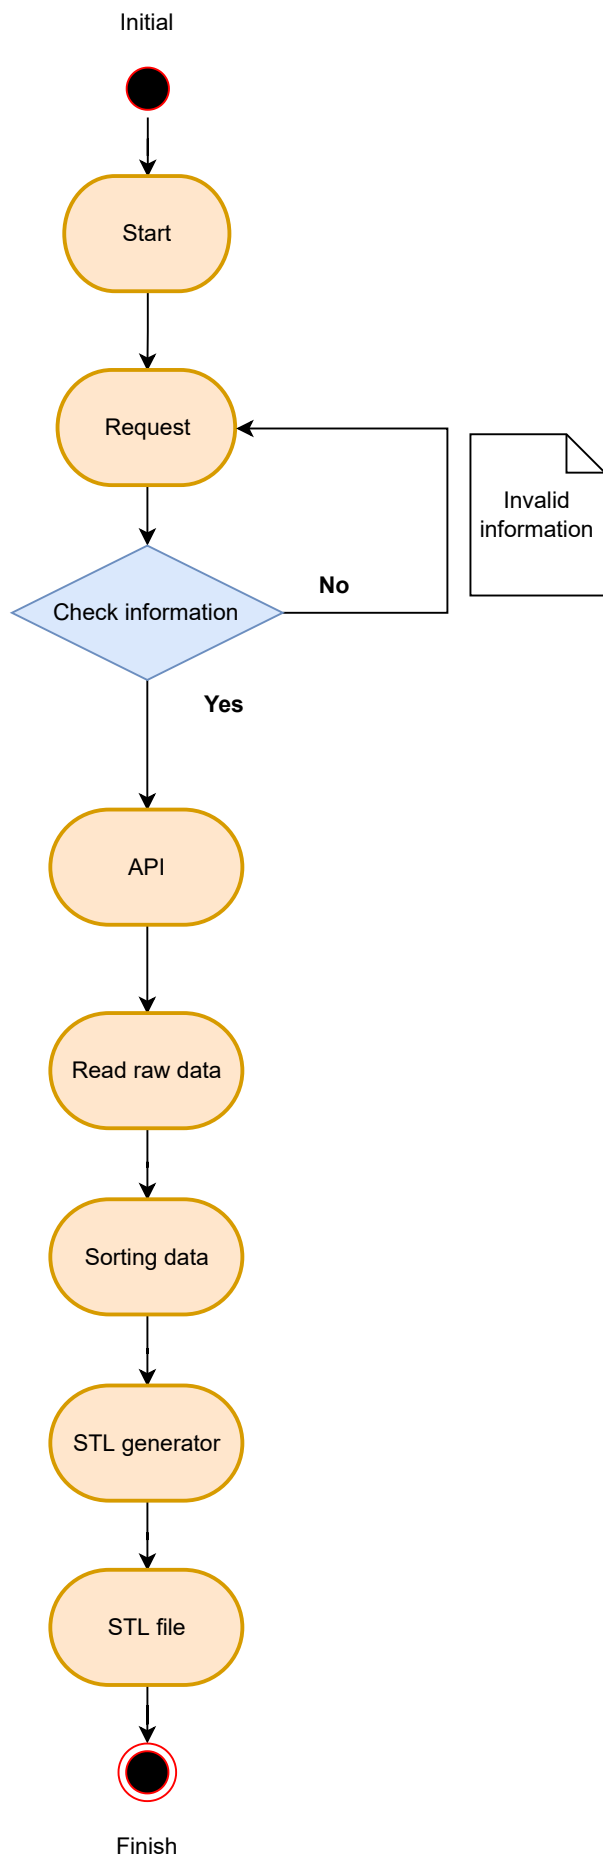 Initial
Start
Request
Invalid
information
No
Check information
Yes
API
Read raw data
Sorting data
STL generator
STL file
Finish